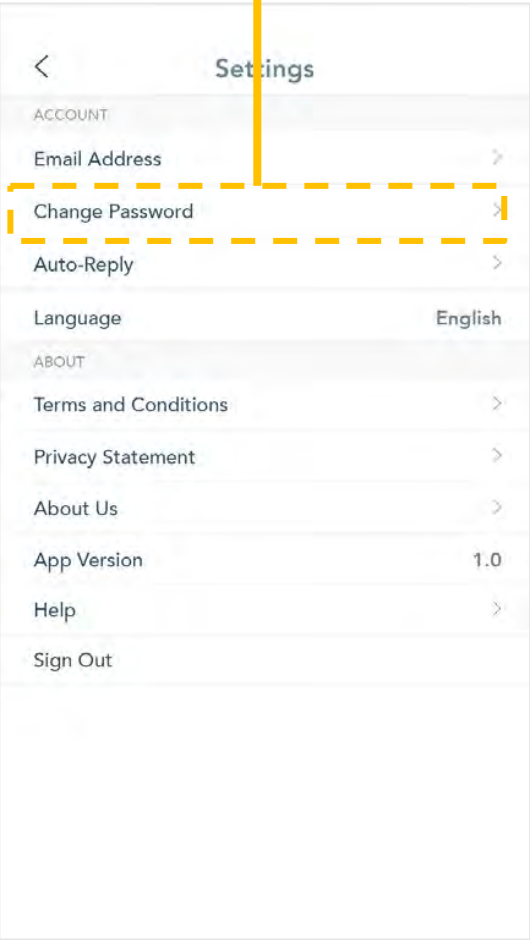 Settings
ACCOUNT
Email Address
Change Password
Auto-Reply
Language English
ABOUT
Terms and Conditions
Privacy Statement
About Us
App Version 1.0
Help
Sign Out